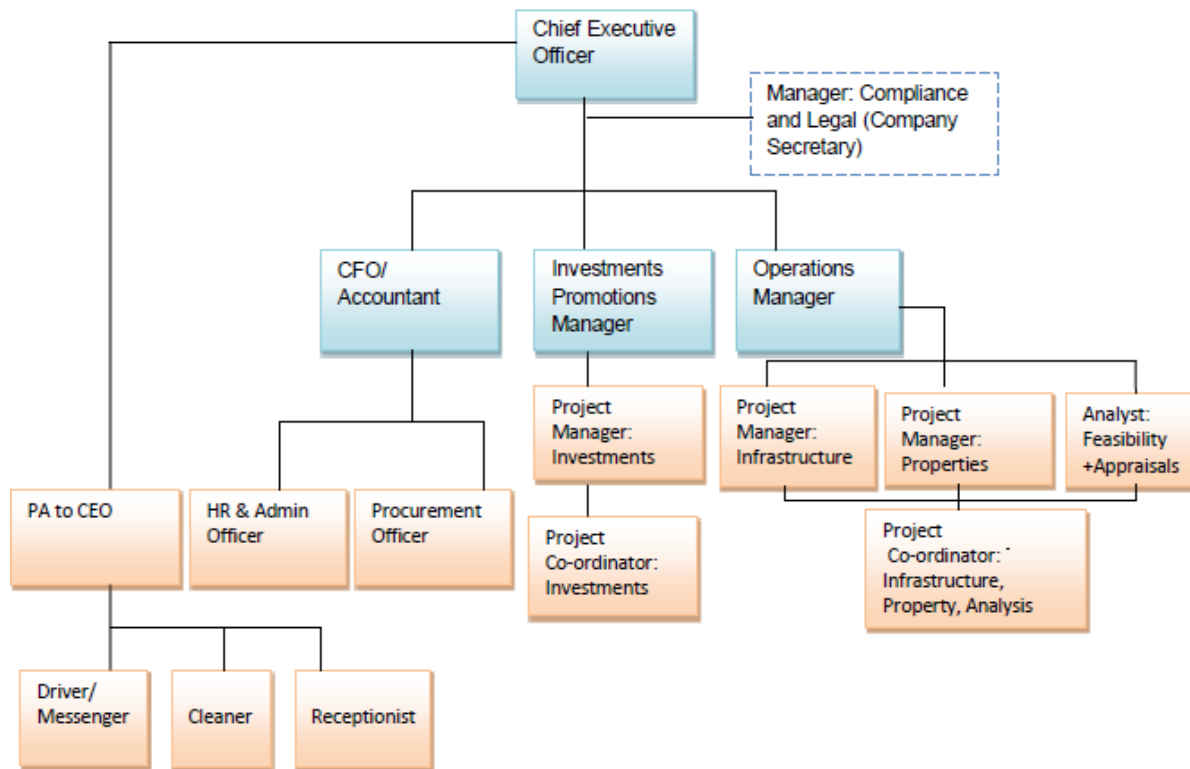 Chief Executive
Officer
Manager: Compliance
and Legal (Company
Secretary)
CFO/
Accountant
Investments
Promotions
Manager
Operations
Manager
Project
Manager:
Investments
Project
Manager:
Infrastructure
Project
Manager:
Properties
Analyst:
Feasibility
+Appraisals
PA to CEO
HR & Admin
Officer
Procurement
Officer
Project
Co-ordinator:
Investments
Project
Co-ordinator:
Infrastructure,
Property, Analysis
Driver/
Messenger
Cleaner
Receptionist